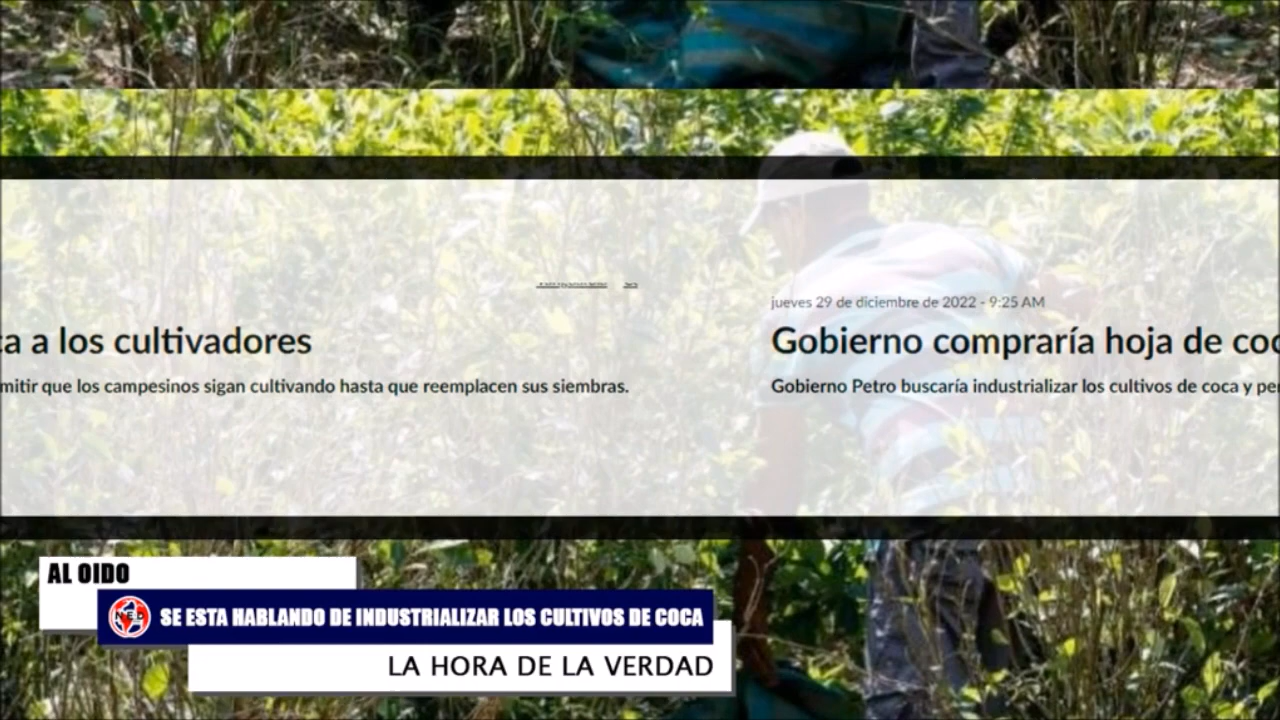 jueves 29 de diciembre de 2022 - 9:25 AM
ca a los cultivadores
Gobierno compraría hoja de coc
mitir que los campesinos sigan cultivando hasta que reemplacen sus siembras.
Gobierno Petro buscaría industrializar los cultivos de coca y pe
AL OIDO
SE ESTA HABLANDO DE INDUSTRIALIZAR LOS CULTIVOS DE COCA
LA HORA DE LA VERDAD